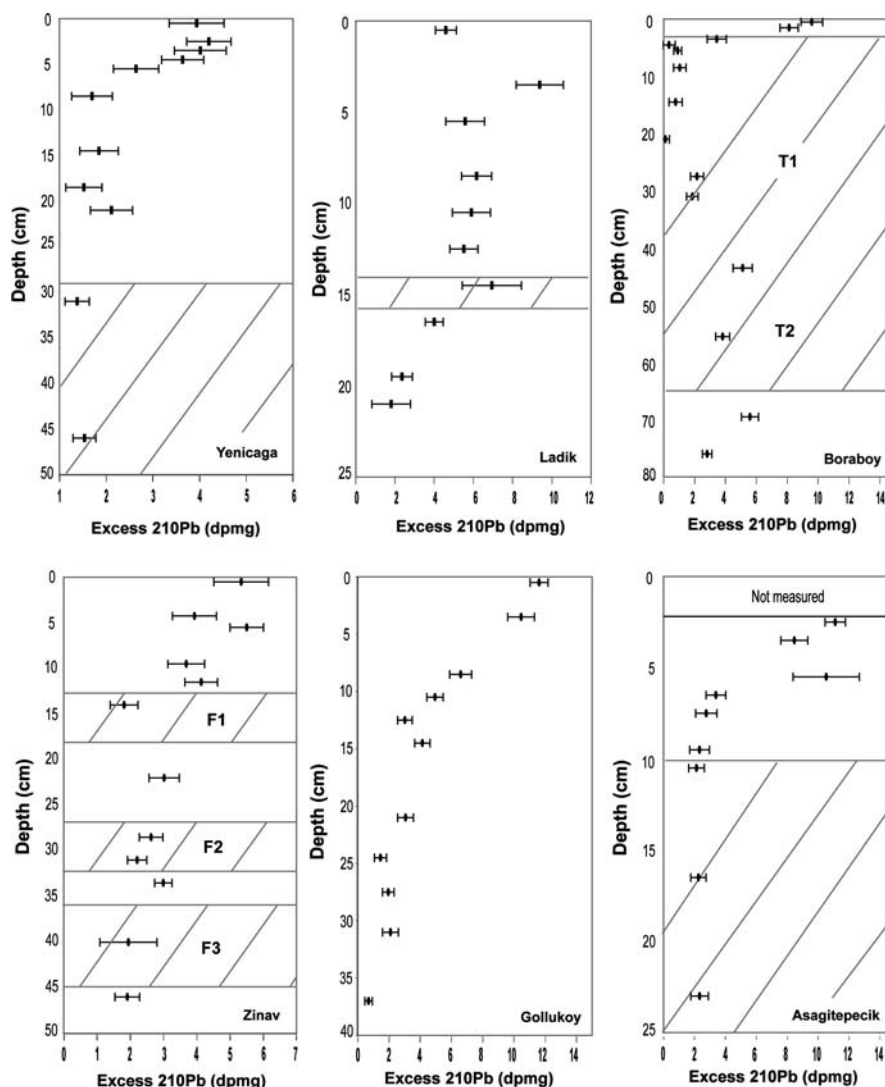 0
5
10
15
20
25
30
35
40
45
50
Depth (cm)
Yenicaga
1 2 3 4 5 6
Excess 210Pb (dpmg)
0
5
10
15
20
25
Depth (cm)
Ladik
0 2 4 6 8 10 12
Excess 210Pb (dpmg)
0
10
20
30
40
50
60
70
80
Depth (cm)
T1
T2
Boraboy
0 2 4 6 8 10 12 14
Excess 210Pb (dpmg)
0
5
10
15
20
25
30
35
40
45
50
Depth (cm)
F1
F2
F3
Zinav
0 1 2 3 4 5 6 7
Excess 210Pb (dpmg)
0
5
10
15
20
25
30
35
40
Depth (cm)
Gollukoy
0 2 4 6 8 10 12 14
Excess 210Pb (dpmg)
0
5
10
15
20
25
Depth (cm)
Not measured
Asagitepecik
0 2 4 6 8 10 12 14
Excess 210Pb (dpmg)